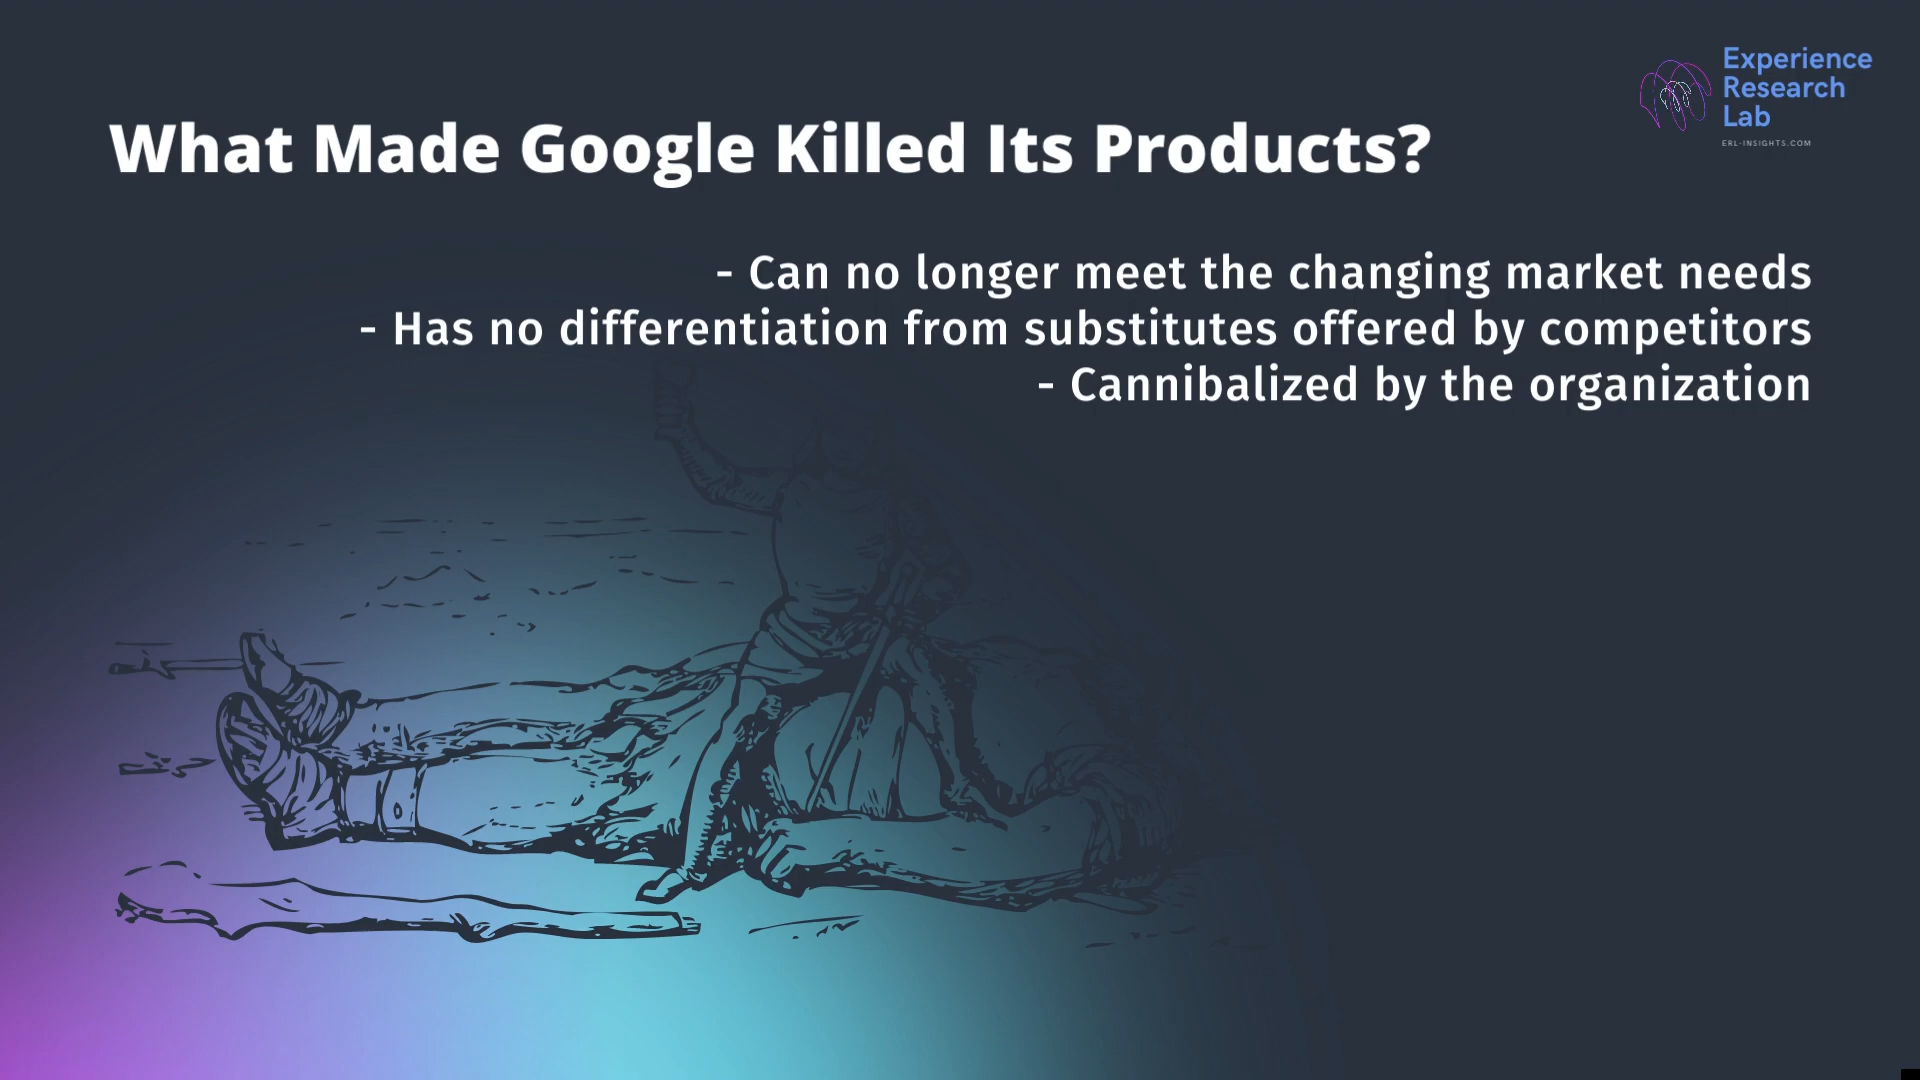 Experience
Research
Lab
ERL-INSIGHTS.COM
What Made Google Killed Its Products?
- Can no longer meet the changing market needs
- Has no differentiation from substitutes offered by competitors
- Cannibalized by the organization